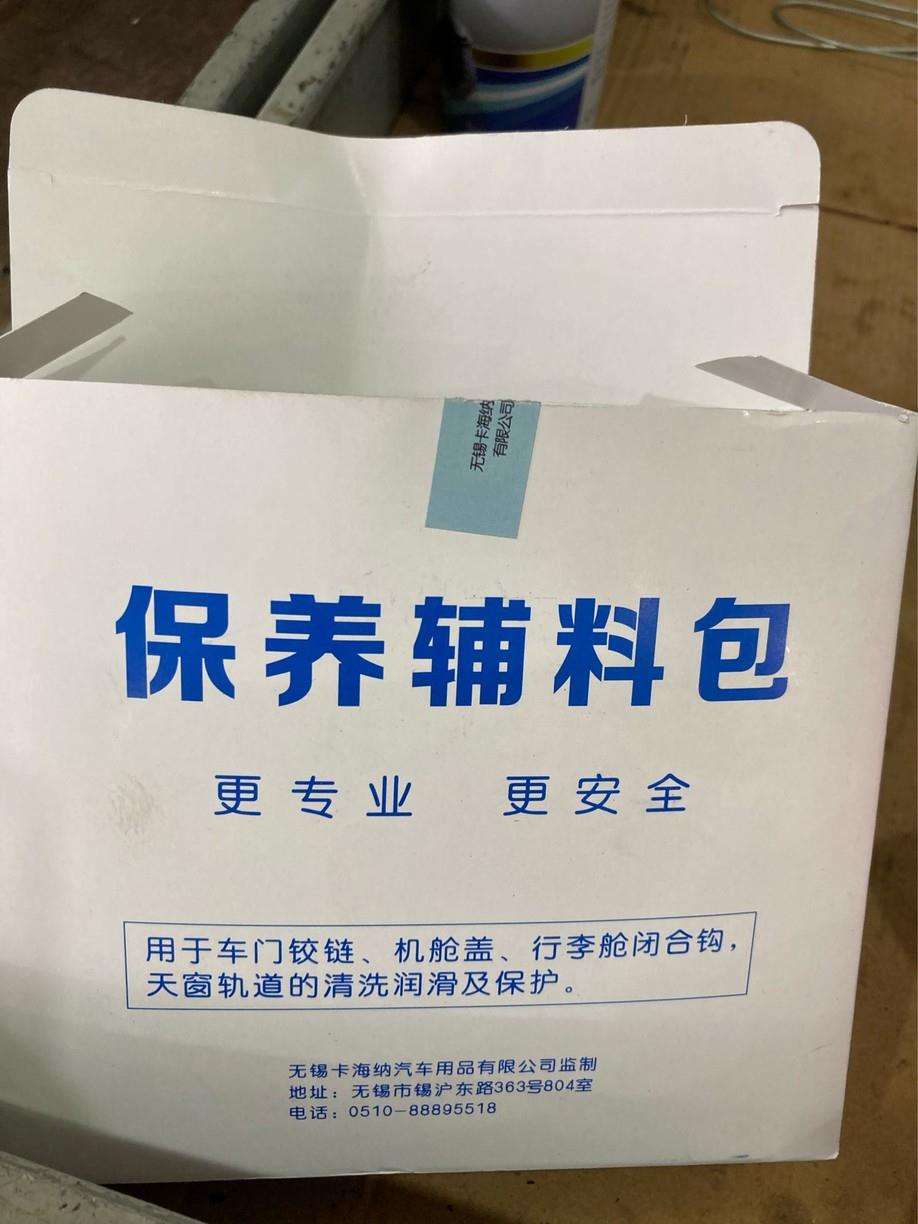 无锡卡海纳
有限公司
保养辅料包
更专业 更安全
用于车门铰链、机舱盖、行李舱闭合钩，
天窗轨道的清洗润滑及保护。
无锡卡海纳汽车用品有限公司监制
地址：无锡市锡沪东路363号804室
电话：0510-88895518